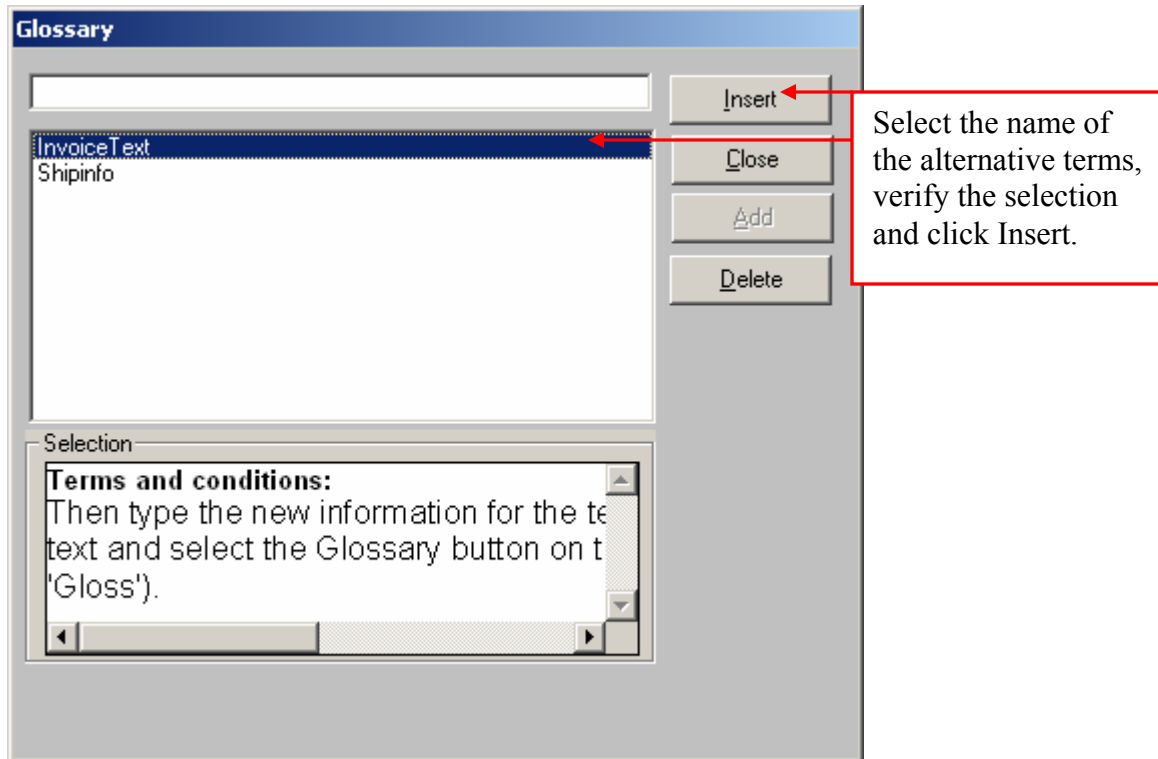 Glossary
Insert
InvoiceText
Shipinfo
Close
Add
Delete
Select the name of
the alternative terms,
verify the selection
and click Insert.
Selection
Terms and conditions:
Then type the new information for the te
text and select the Glossary button on t
'Gloss').